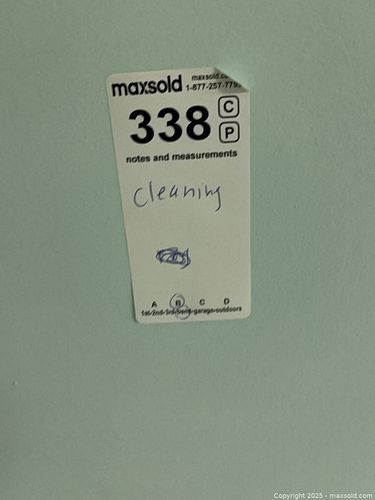 maxsold
maxsold.co
1-877-257-779
338
C
P
notes and measurements
Cleaning
A B C D
1st-2nd-3rd-bsmt-garage-outdoors
Copyright © 2025 - maxsold.com